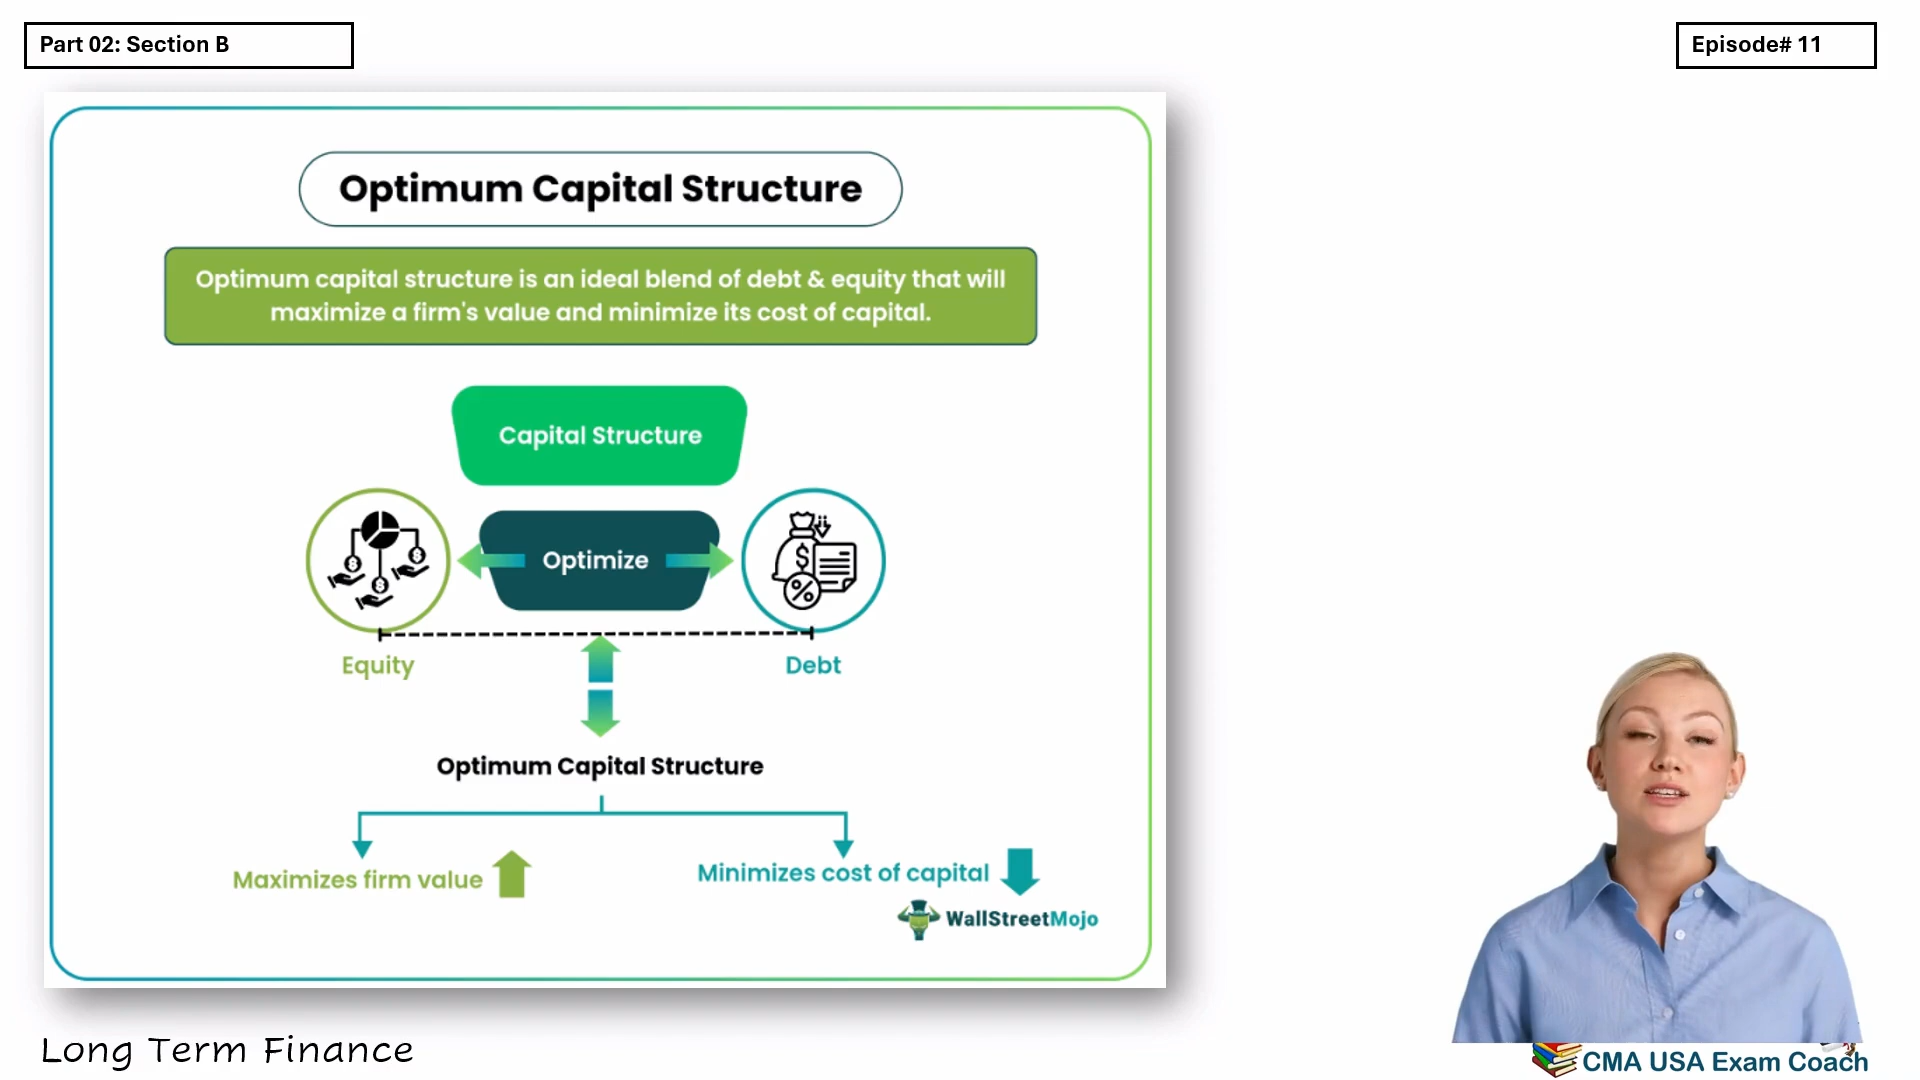 Part 02: Section B
Episode# 11
Optimum Capital Structure
Optimum capital structure is an ideal blend of debt & equity that will
maximize a firm's value and minimize its cost of capital.
Capital Structure
Optimize
Equity
Debt
Optimum Capital Structure
Maximizes firm value
Minimizes cost of capital
WallStreetMojo
Long Term Finance
CMA USA Exam Coach